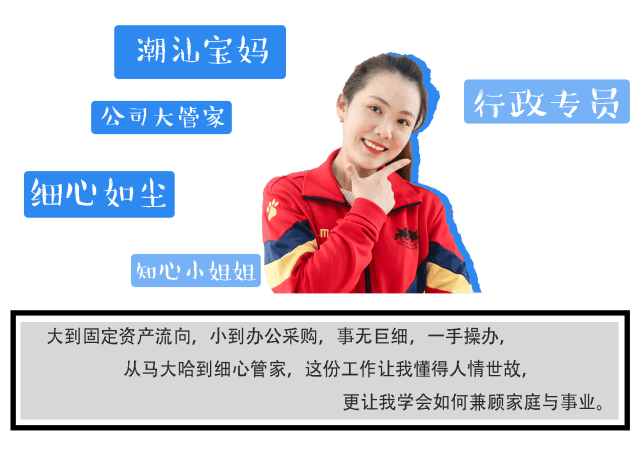 潮汕宝妈
行政专员
公司大管家
细心如尘
知心小姐姐
大到固定资产流向，小到办公采购，事无巨细，一手操办，
从马大哈到细心管家，这份工作让我懂得人情世故，
更让我学会如何兼顾家庭与事业。